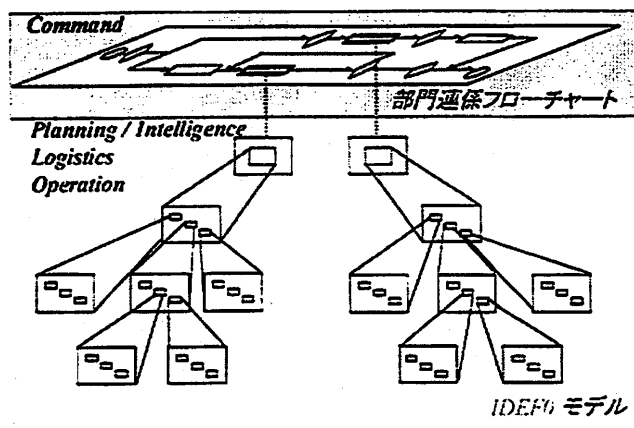 Command
部門連係フローチャート
Planning / Intelligence
Logistics
Operation
IDEF0 モデル